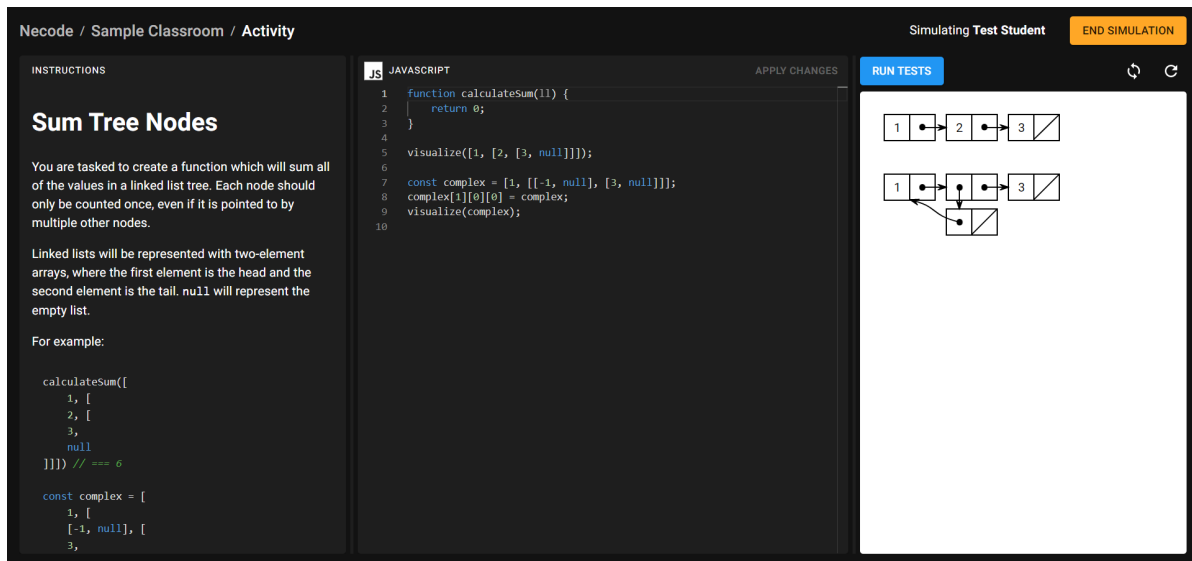 Necode / Sample Classroom / Activity
Simulating Test Student
END SIMULATION
INSTRUCTIONS
Sum Tree Nodes
You are tasked to create a function which will sum all
of the values in a linked list tree. Each node should
only be counted once, even if it is pointed to by
multiple other nodes.
Linked lists will be represented with two-element
arrays, where the first element is the head and the
second element is the tail. null will represent the
empty list.
For example:
calculateSum([
1, [
2, [
3,
null
]]]) // === 6
const complex = [
1, [
[-1, null], [
3,
JS JAVASCRIPT
APPLY CHANGES
1 function calculateSum(ll) {
2 return 0;
3 }
4
5 visualize([1, [2, [3, null]]]);
6
7 const complex = [1, [[-1, null], [3, null]]];
8 complex[1][0][0] = complex;
9 visualize(complex);
10
RUN TESTS
1 2 3
1 3